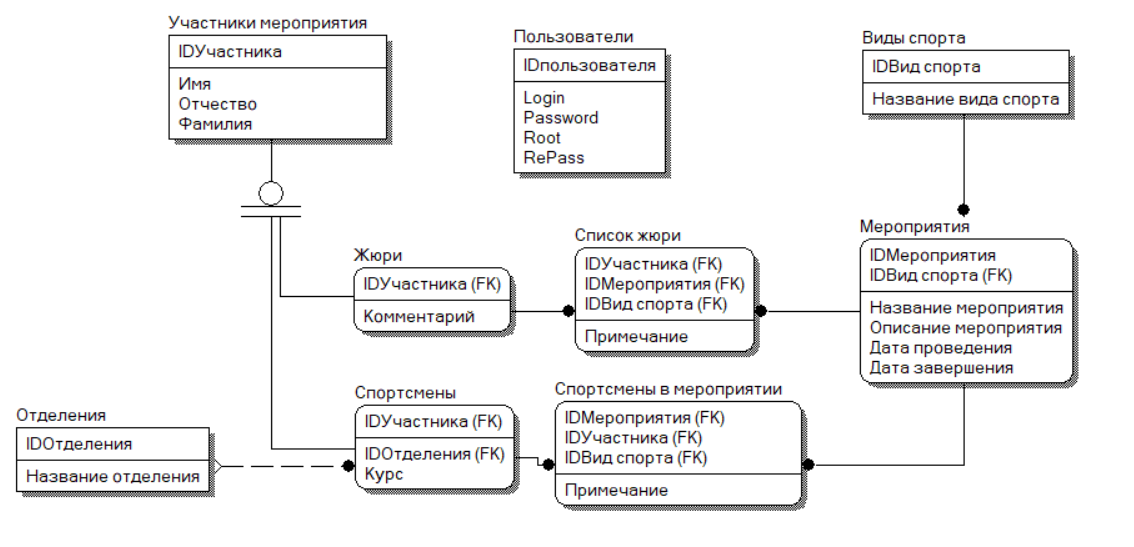 Участники мероприятия
IDУчастника
Имя
Отчество
Фамилия
Пользователи
IDпользователя
Login
Password
Root
RePass
Виды спорта
IDВид спорта
Название вида спорта
Мероприятия
IDМероприятия
IDВид спорта (FK)
Название мероприятия
Описание мероприятия
Дата проведения
Дата завершения
Список жюри
IDУчастника (FK)
IDМероприятия (FK)
IDВид спорта (FK)
Примечание
Жюри
IDУчастника (FK)
Комментарий
Спортсмены
IDУчастника (FK)
IDОтделения (FK)
Курс
Спортсмены в мероприятии
IDМероприятия (FK)
IDУчастника (FK)
IDВид спорта (FK)
Примечание
Отделения
IDОтделения
Название отделения